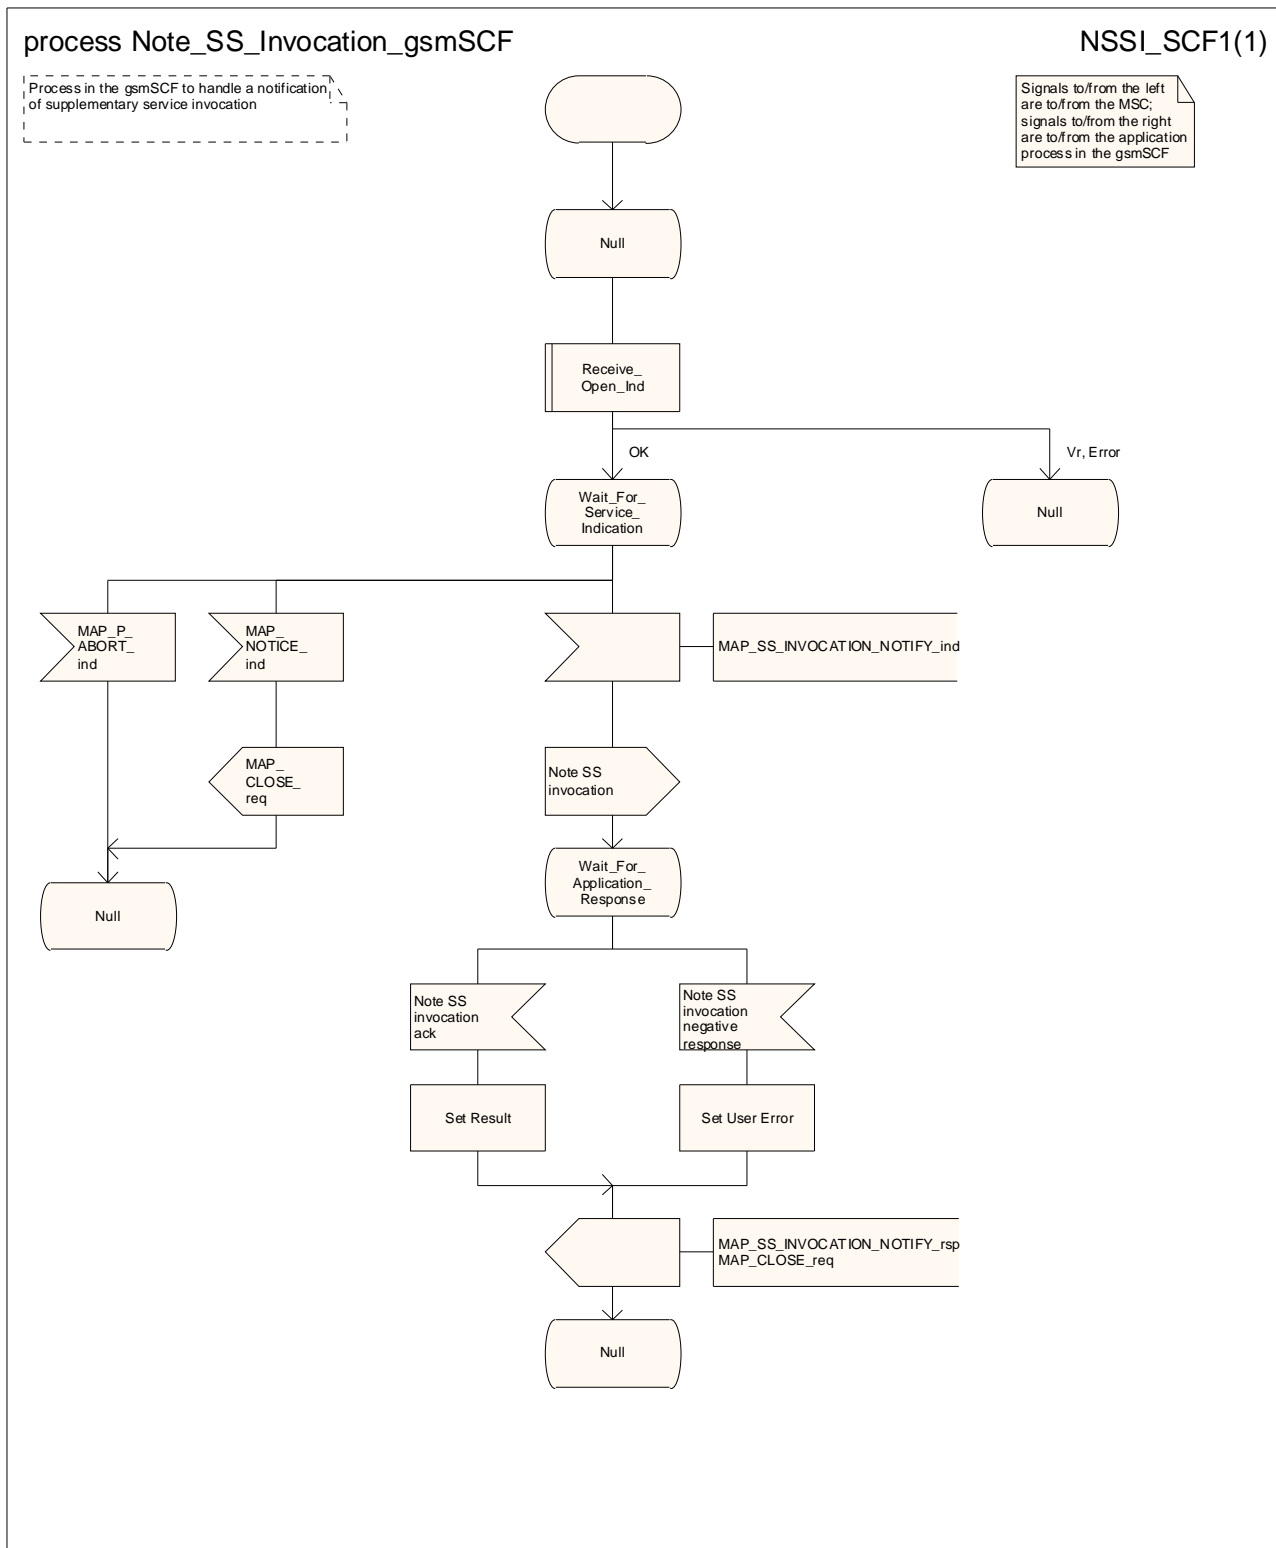 process Note_SS_Invocation_gsmSCF
NSSI_SCF1(1)
Process in the gsmSCF to handle a notification
of supplementary service invocation
Signals to/from the left
are to/from the MSC;
signals to/from the right
are to/from the application
process in the gsmSCF
Null
Receive_
Open_Ind
OK
Vr, Error
Wait_For_
Service_
Indication
Null
MAP_P_
ABORT_
ind
MAP_
NOTICE_
ind
MAP_SS_INVOCATION_NOTIFY_ind
MAP_
CLOSE_
req
Note SS
invocation
Wait_For_
Application_
Response
Null
Note SS
invocation
ack
Note SS
invocation
negative
response
Set Result
Set User Error
MAP_SS_INVOCATION_NOTIFY_rsp
MAP_CLOSE_req
Null